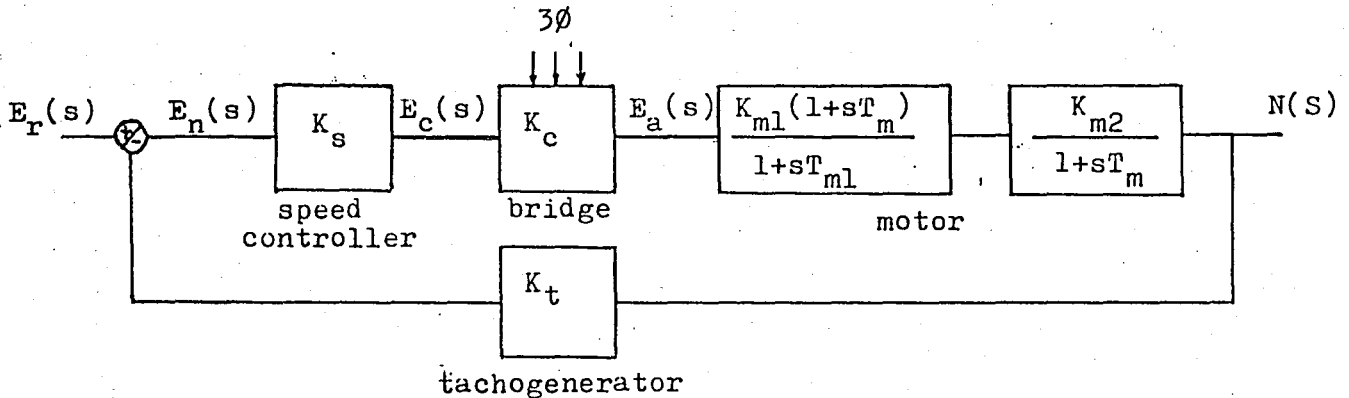 3Ø
E_r(s)
E_n(s)
K_s
E_c(s)
K_c
E_a(s)
K_m1(1+sT_m)
1+sT_m1
K_m2
1+sT_m
N(S)
speed
controller
bridge
motor
K_t
tachogenerator